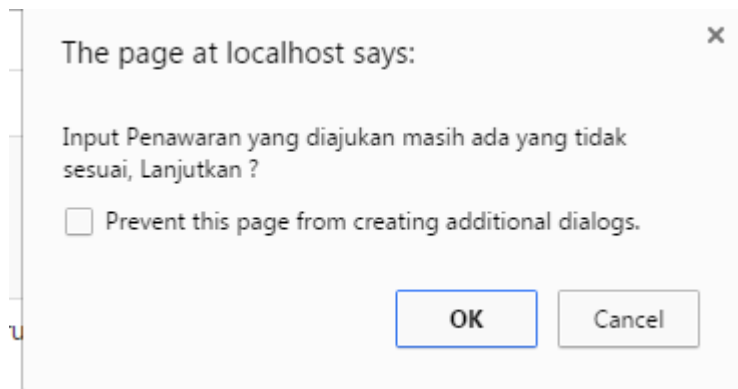 The page at localhost says:
Input Penawaran yang diajukan masih ada yang tidak
sesuai, Lanjutkan ?
Prevent this page from creating additional dialogs.
OK Cancel